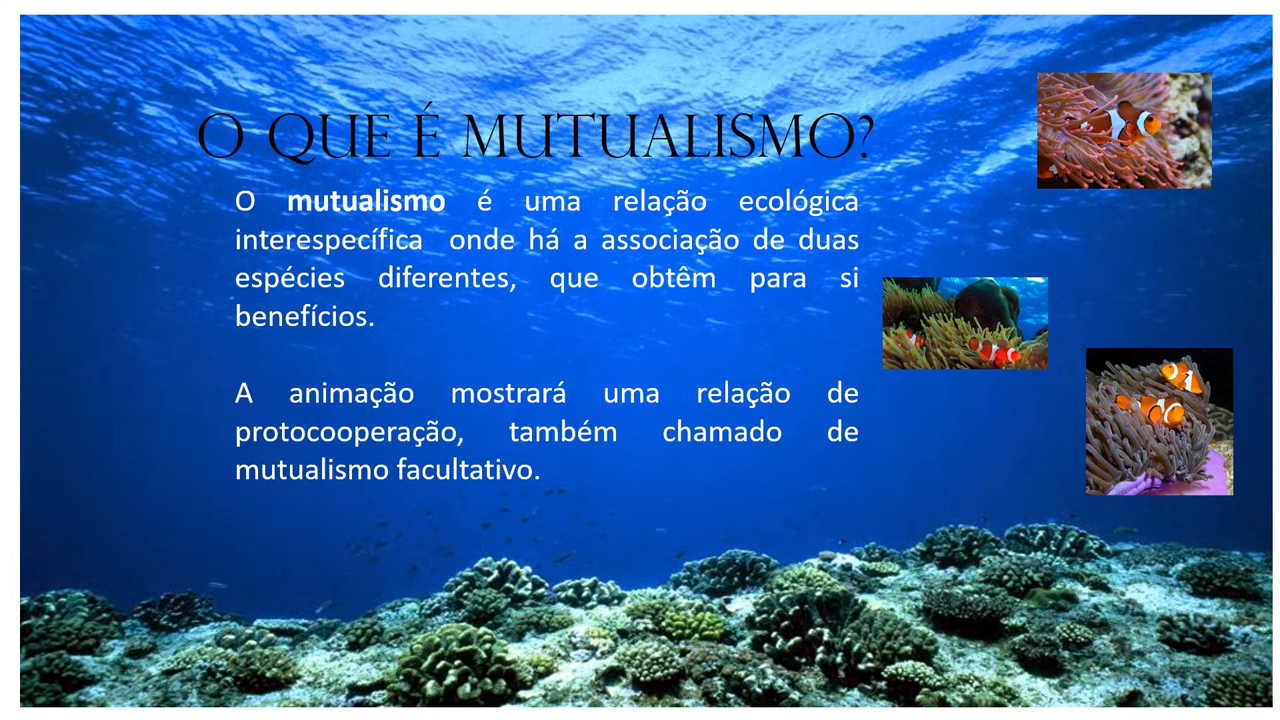 O QUE É MUTUALISMO?
O mutualismo é uma relação ecológica
interespecífica onde há a associação de duas
espécies diferentes, que obtêm para si
benefícios.
A animação mostrará uma relação de
protocooperação, também chamado de
mutualismo facultativo.